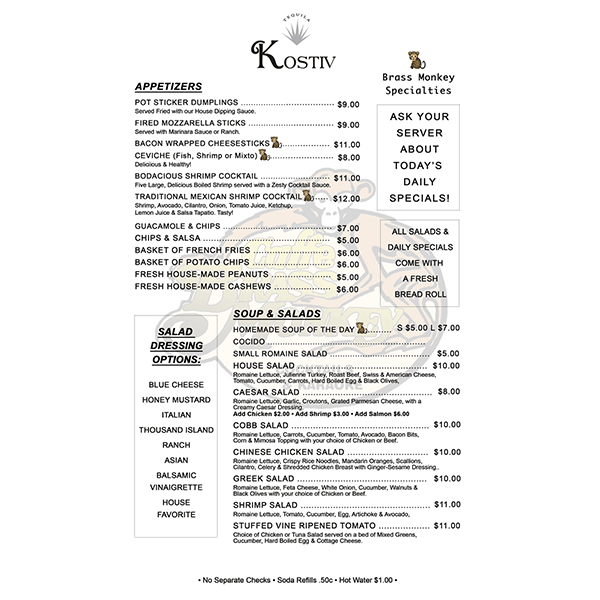 TEQUILA
KOSTIV
APPETIZERS
POT STICKER DUMPLINGS $9.00
Served Fried with our House Dipping Sauce.
FIRED MOZZARELLA STICKS $9.00
Served with Marinara Sauce or Ranch.
BACON WRAPPED CHEESESTICKS $11.00
CEVICHE (Fish, Shrimp or Mixto) $8.00
Delicious & Healthy!
BODACIOUS SHRIMP COCKTAIL $11.00
Five Large, Delicious Boiled Shrimp served with a Zesty Cocktail Sauce.
TRADITIONAL MEXICAN SHRIMP COCKTAIL $12.00
Shrimp, Avocado, Cilantro, Onion, Tomato Juice, Ketchup,
Lemon Juice & Salsa Tapatio. Tasty!
GUACAMOLE & CHIPS $7.00
CHIPS & SALSA $5.00
BASKET OF FRENCH FRIES $6.00
BASKET OF POTATO CHIPS $6.00
FRESH HOUSE-MADE PEANUTS $5.00
FRESH HOUSE-MADE CASHEWS $6.00
Brass Monkey
Specialties
ASK YOUR
SERVER
ABOUT
TODAY'S
DAILY
SPECIALS!
ALL SALADS &
DAILY SPECIALS
COME WITH
A FRESH
BREAD ROLL
SALAD
DRESSING
OPTIONS:
BLUE CHEESE
HONEY MUSTARD
ITALIAN
THOUSAND ISLAND
RANCH
ASIAN
BALSAMIC
VINAIGRETTE
HOUSE
FAVORITE
SOUP & SALADS
HOMEMADE SOUP OF THE DAY S $5.00 L $7.00
COCIDO
SMALL ROMAINE SALAD $5.00
HOUSE SALAD $10.00
Romaine Lettuce, Julienne Turkey, Roast Beef, Swiss & American Cheese,
Tomato, Cucumber, Carrots, Hard Boiled Egg & Black Olives,
CAESAR SALAD $8.00
Romaine Lettuce, Garlic, Croutons, Grated Parmesan Cheese, with a
Creamy Caesar Dressing.
Add Chicken $2.00 • Add Shrimp $3.00 • Add Salmon $6.00
COBB SALAD $10.00
Romaine Lettuce, Carrots, Cucumber, Tomato, Avocado, Bacon Bits,
Corn & Mimosa Topping with your choice of Chicken or Beef.
CHINESE CHICKEN SALAD $10.00
Romaine Lettuce, Crispy Rice Noodles, Mandarin Oranges, Scallions,
Cilantro, Celery & Shredded Chicken Breast with Ginger-Sesame Dressing..
GREEK SALAD $10.00
Romaine Lettuce, Feta Cheese, White Onion, Cucumber, Walnuts &
Black Olives with your choice of Chicken or Beef.
SHRIMP SALAD $11.00
Romaine Lettuce, Tomato, Cucumber, Egg, Artichoke & Avocado,
STUFFED VINE RIPENED TOMATO $11.00
Choice of Chicken or Tuna Salad served on a bed of Mixed Greens,
Cucumber, Hard Boiled Egg & Cottage Cheese.
• No Separate Checks • Soda Refills .50c • Hot Water $1.00 •